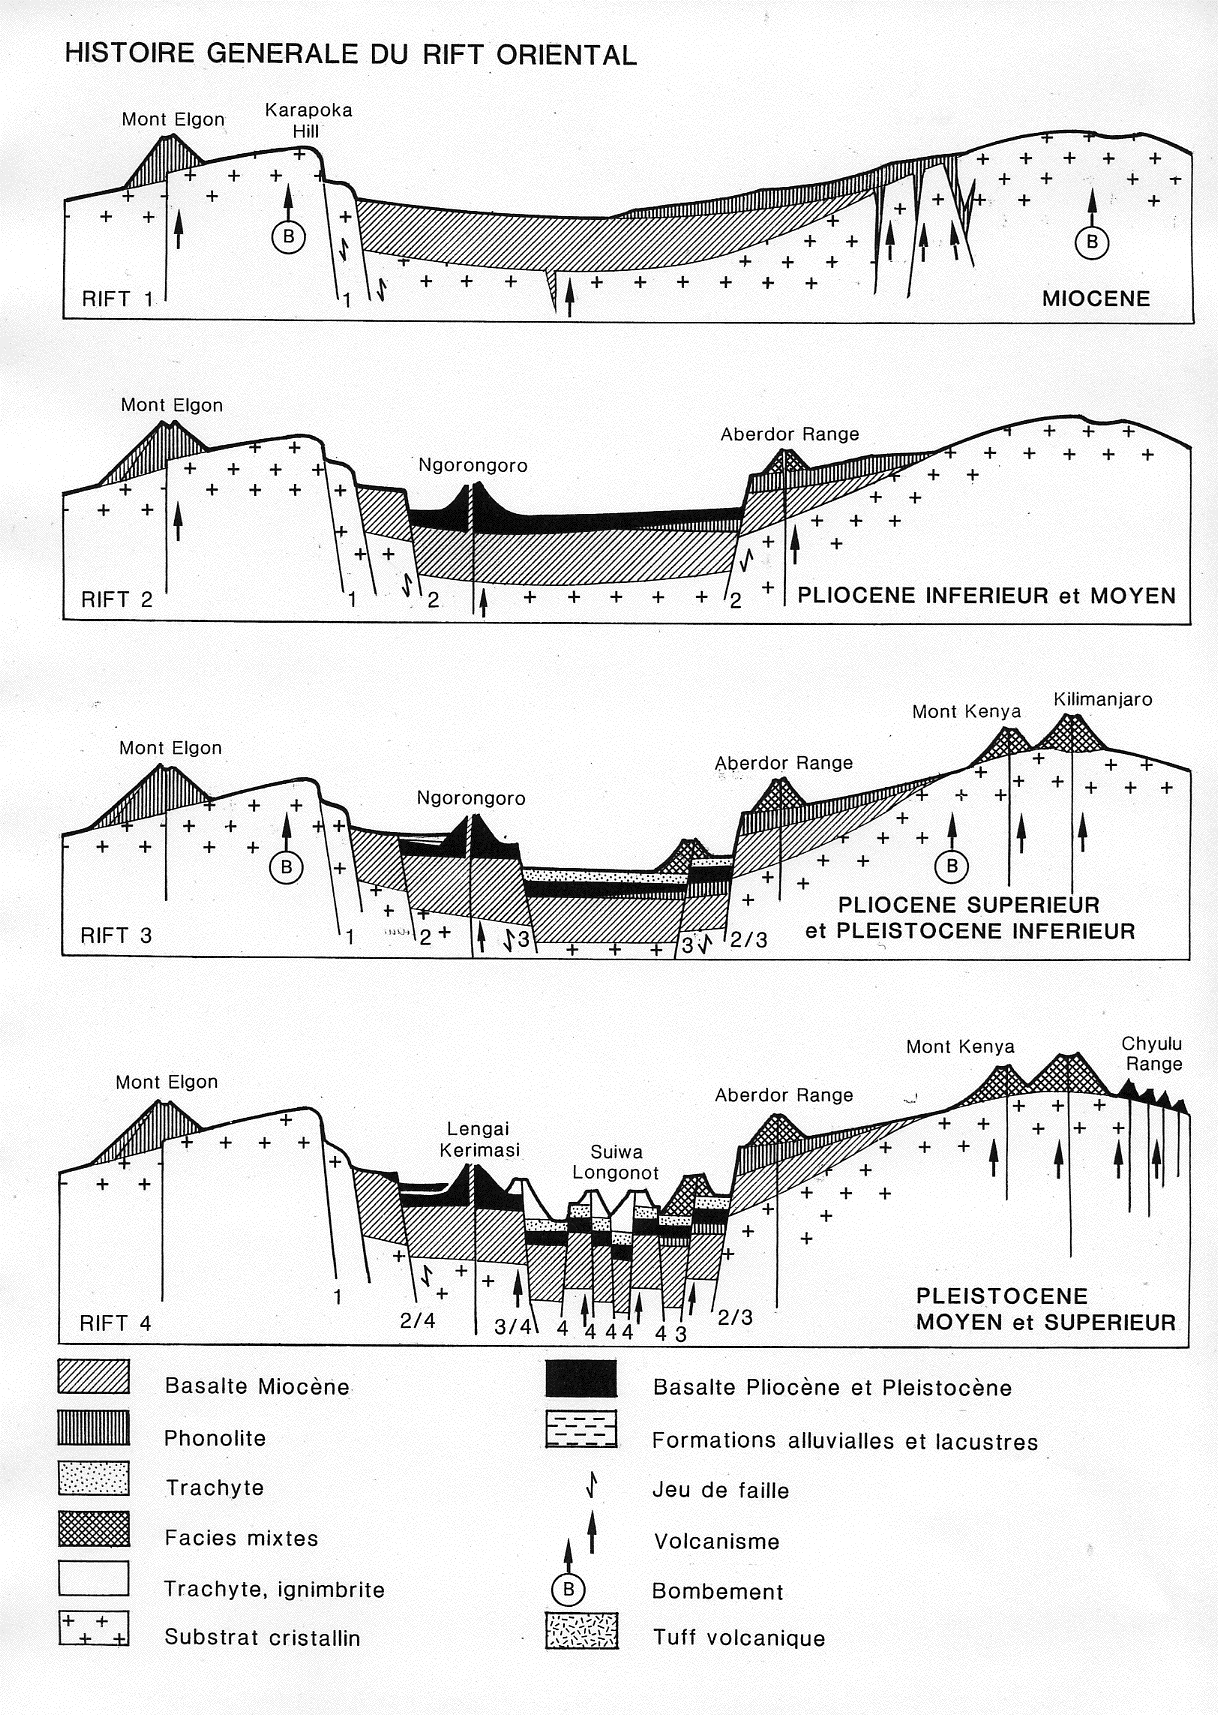 HISTOIRE GENERALE DU RIFT ORIENTAL
Mont Elgon
Karapoka
Hill
B
B
RIFT 1
1
MIOCENE
Mont Elgon
Ngorongoro
Aberdor Range
RIFT 2
1
2
2
PLIOCENE INFERIEUR et MOYEN
Mont Elgon
Ngorongoro
Aberdor Range
Mont Kenya
Kilimanjaro
B
B
PLIOCENE SUPERIEUR
et PLEISTOCENE INFERIEUR
RIFT 3
1
2
3
3
2/3
Mont Elgon
Lengai
Kerimasi
Suiwa
Longonot
Aberdor Range
Mont Kenya
Chyulu
Range
RIFT 4
1
2/4
3/4
4
4
4
4
4
3
2/3
PLEISTOCENE
MOYEN et SUPERIEUR
Basalte Miocène
Phonolite
Trachyte
Facies mixtes
Trachyte, ignimbrite
Substrat cristallin
Basalte Pliocène et Pleistocène
Formations alluvialles et lacustres
Jeu de faille
Volcanisme
B
Bombement
Tuff volcanique